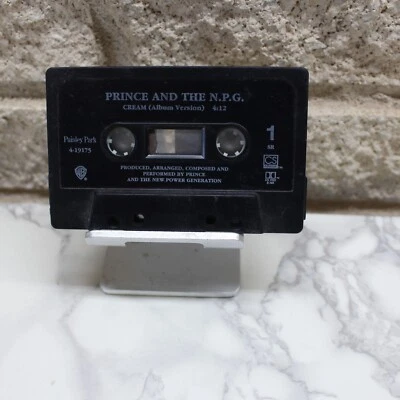 PRINCE AND THE N.P.G.
CREAM (Album Version) 4:12
Paisley Park
4-19175
1
PRODUCED, ARRANGED, COMPOSED AND
PERFORMED BY PRINCE
AND THE NEW POWER GENERATION